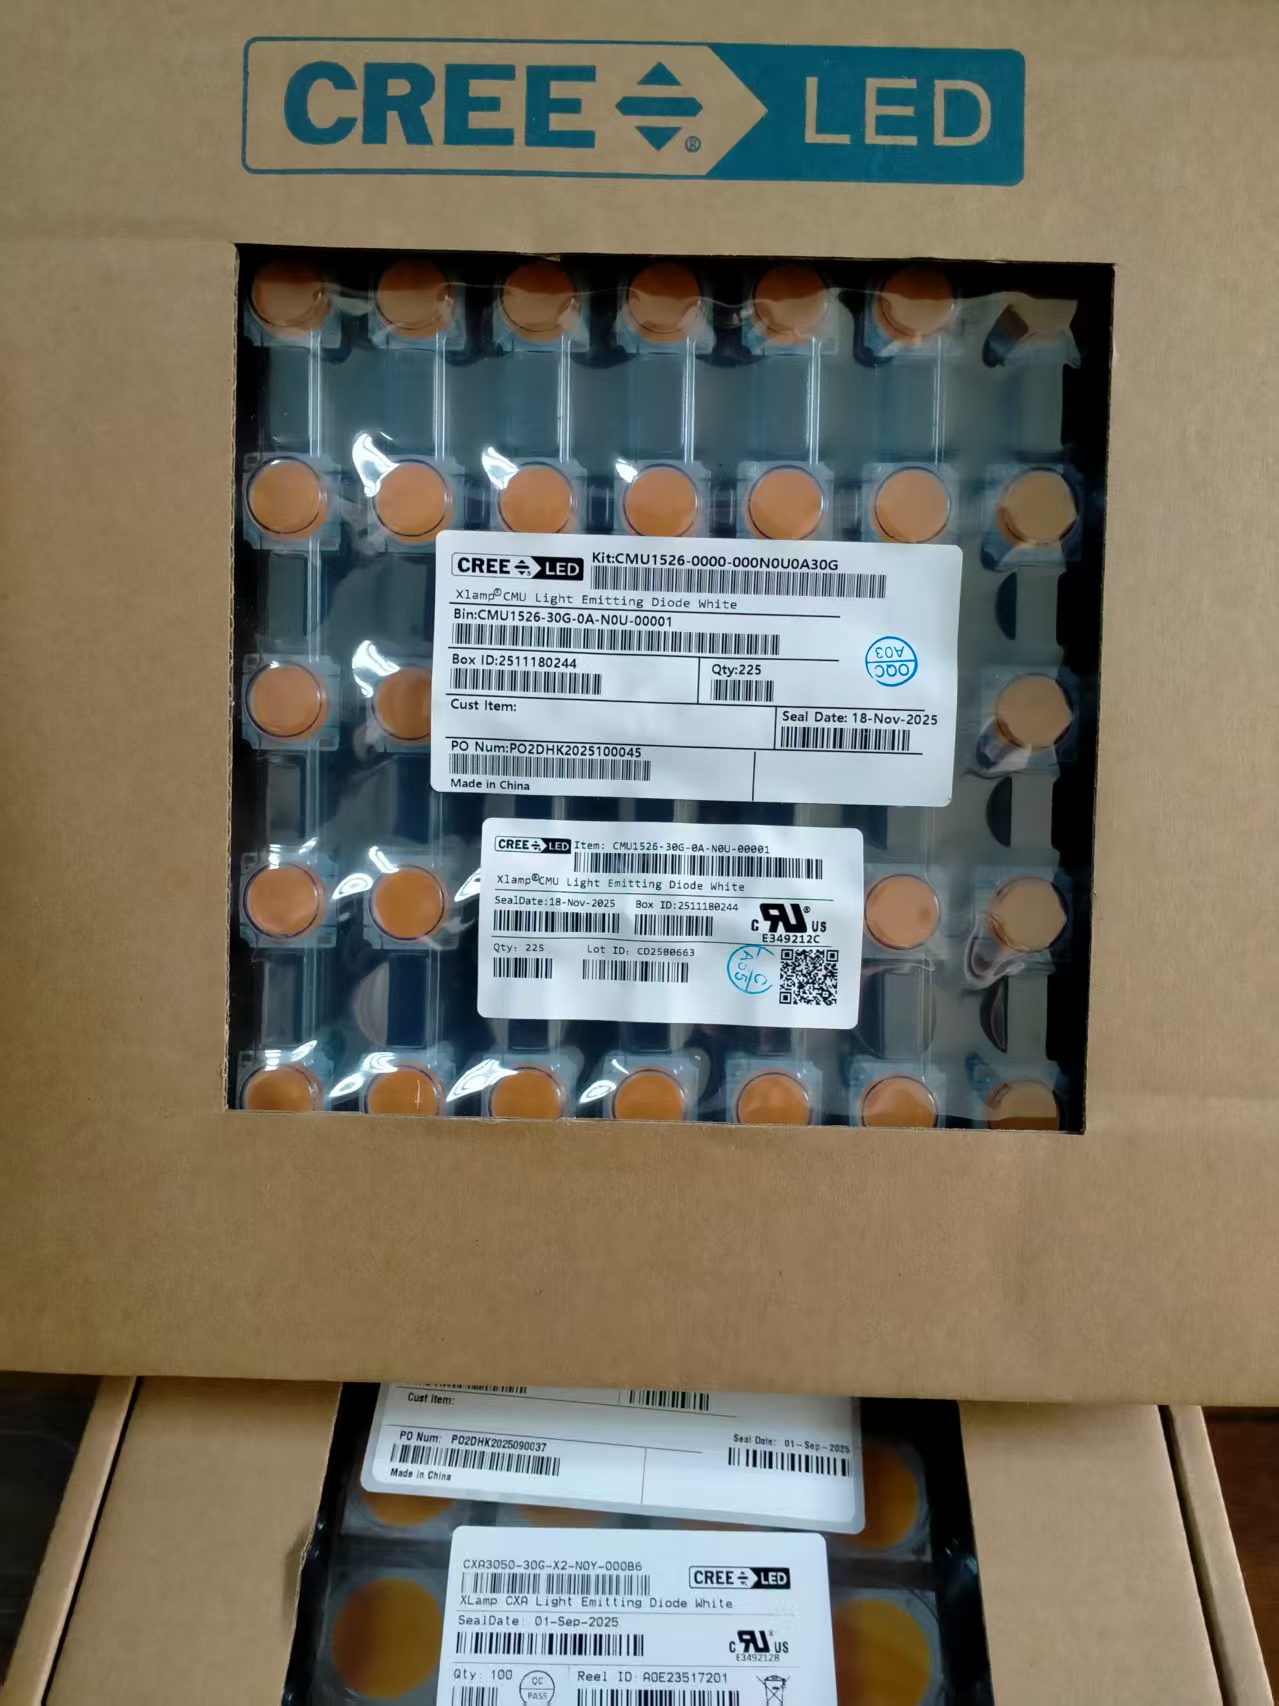 CREE® LED
CREE LED
Kit:CMU1526-0000-000N0U0A30G
Xlamp®CMU Light Emitting Diode White
Bin:CMU1526-30G-0A-N0U-00001
Box ID:2511180244
Qty:225
OQC
A03
Cust Item:
Seal Date: 18-Nov-2025
PO Num:PO2DHK2025100045
Made in China
CREE LED
Item: CMU1526-30G-0A-N0U-00001
Xlamp®CMU Light Emitting Diode White
SealDate:18-Nov-2025
Box ID:2511180244
C RU® US
E349212C
Qty: 225
Lot ID: CD25B0663
Cust Item:
PO Num: PO2DHK2025090037
Seal Date: 01-Sep-2025
Made in China
CXA3050-30G-X2-N0Y-000B6
CREE LED
XLamp CXA Light Emitting Diode White
SealDate: 01-Sep-2025
C RU® US
E349212B
Qty: 100
QC
PASS
Reel ID: A0E23517201